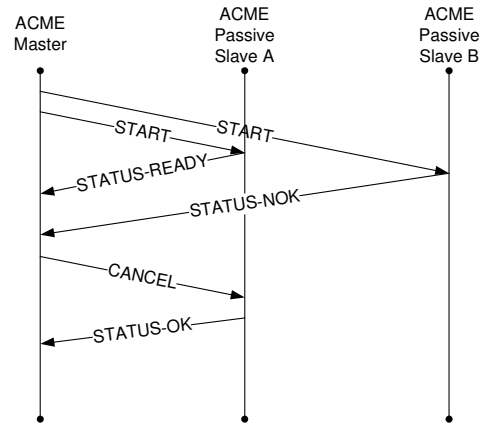 ACME
Master
ACME
Passive
Slave A
ACME
Passive
Slave B
START
START
STATUS-READY
STATUS-NOK
CANCEL
STATUS-OK